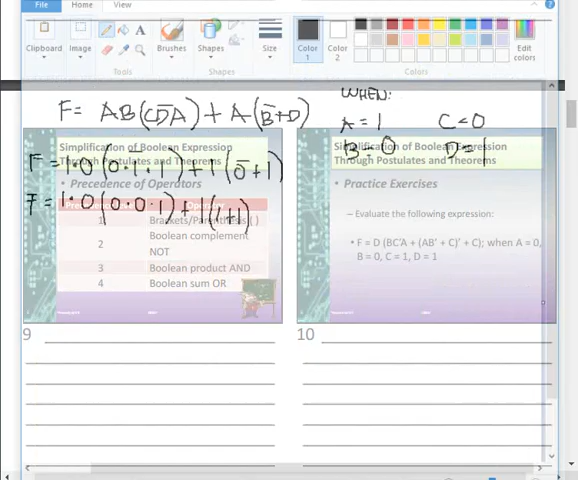 File Home View
Clipboard Image Brushes Shapes Size Color 1 Color 2 Edit colors
Tools Shapes Colors
F = AB(CD̅A) + A(B̅+D)
WHEN:
A = 1 C = 0
B = 0 D = 1
F = 1·0(0·1̅·1) + 1(0̅+1)
F = 1·0(0·0·1) + 1(1+1)
Simplification of Boolean Expression
Through Postulates and Theorems
• Precedence of Operators
1 Brackets/Parenthesis ( )
2 Boolean complement NOT
3 Boolean product AND
4 Boolean sum OR
Simplification of Boolean Expression
Through Postulates and Theorems
• Practice Exercises
– Evaluate the following expression:
• F = D (BC'A + (AB' + C)' + C); when A = 0,
B = 0, C = 1, D = 1
9
10